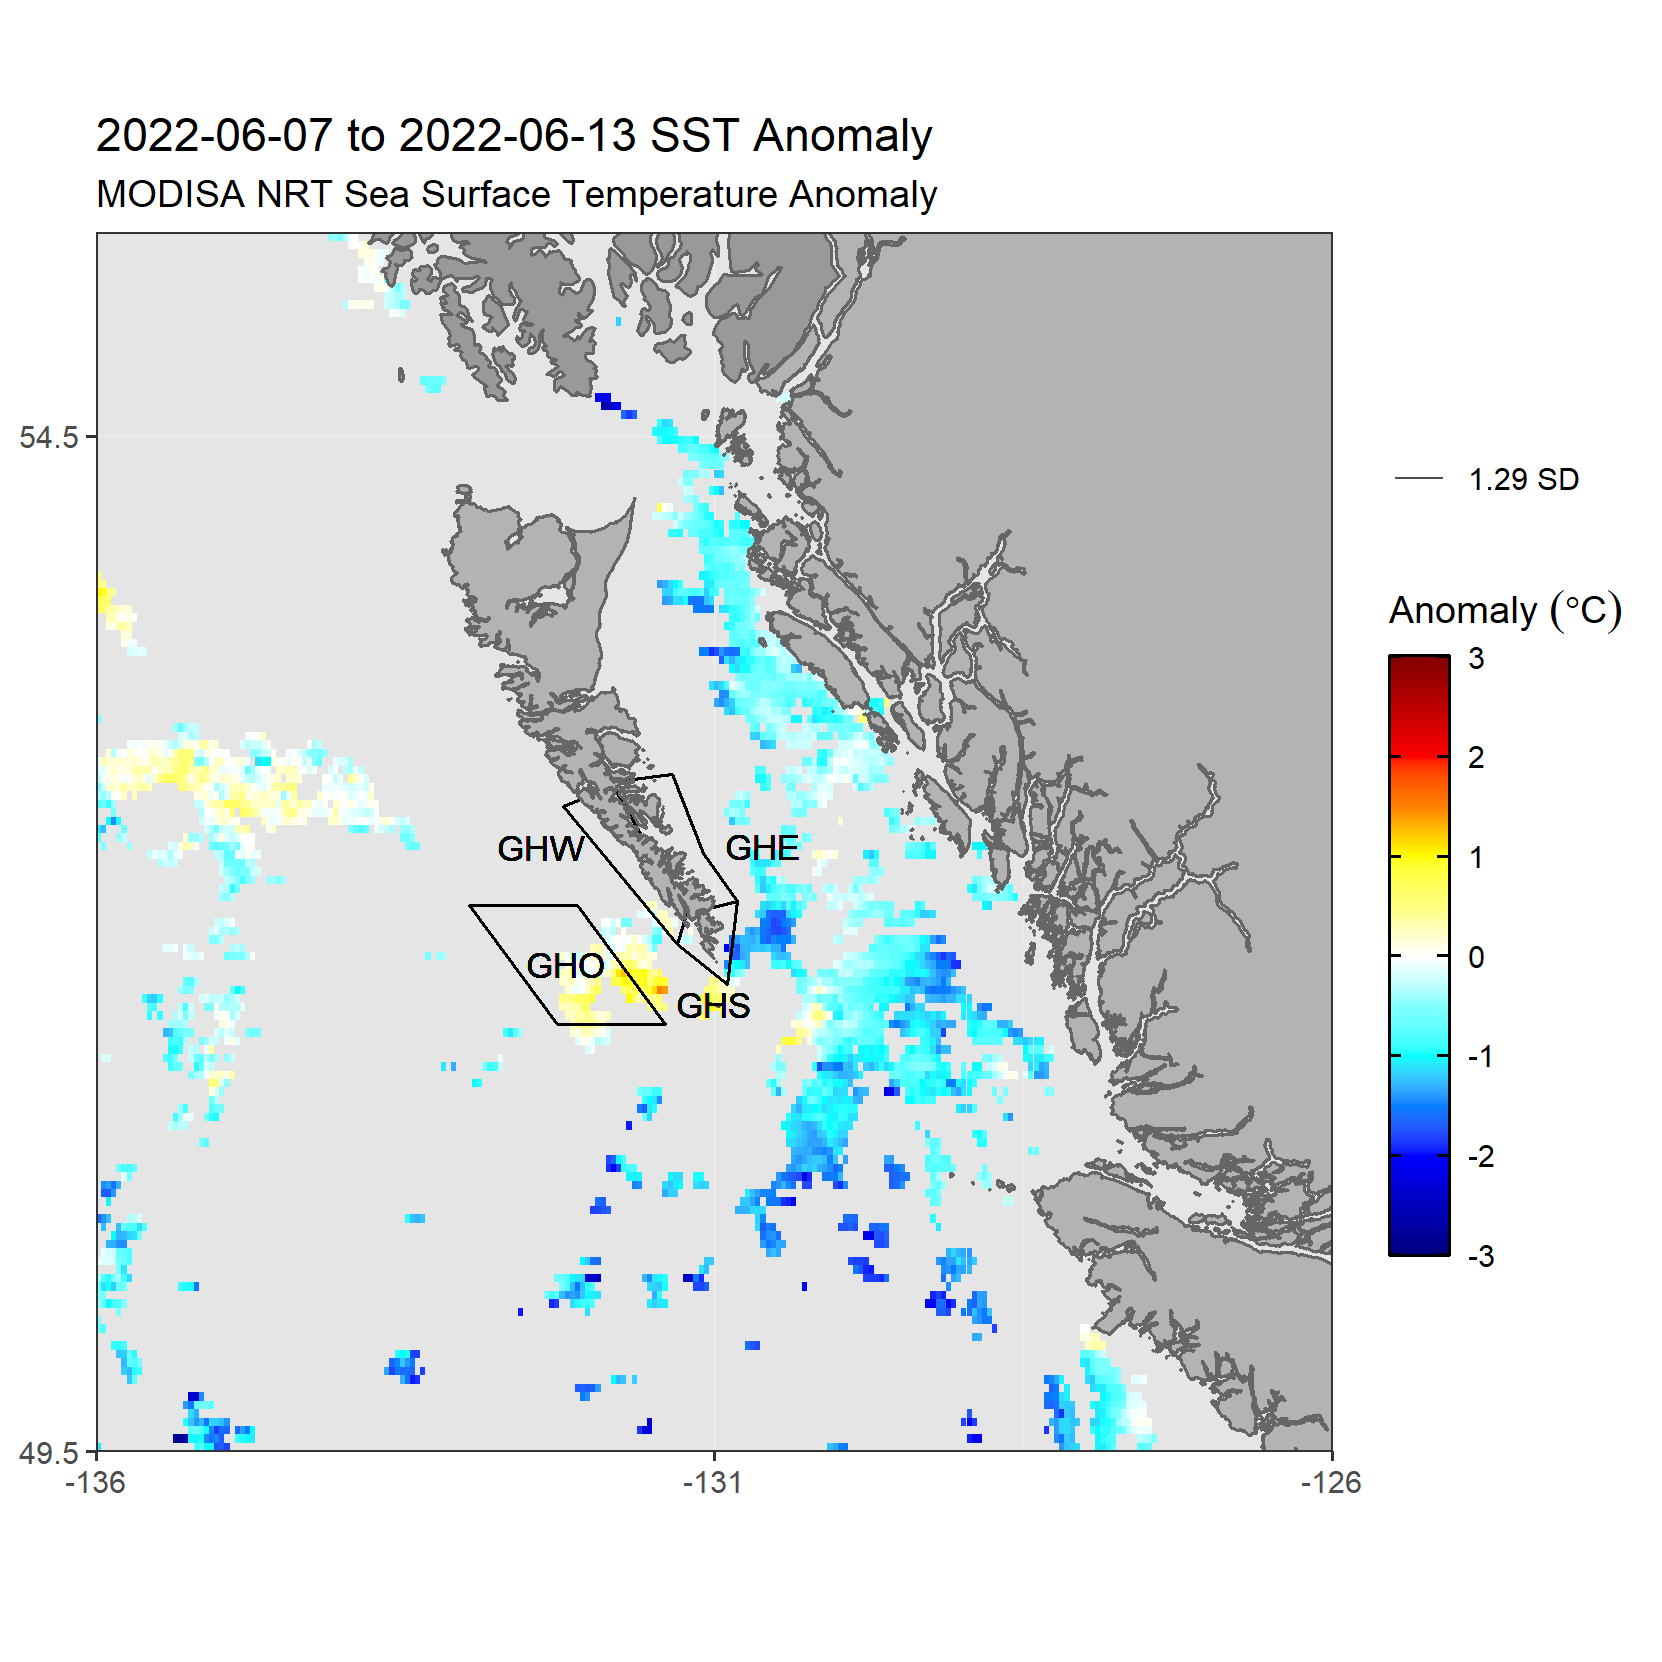 2022-06-07 to 2022-06-13 SST Anomaly
MODISA NRT Sea Surface Temperature Anomaly
54.5
49.5
-136
-131
-126
GHW
GHE
GHO
GHS
1.29 SD
Anomaly (°C)
3
2
1
0
-1
-2
-3